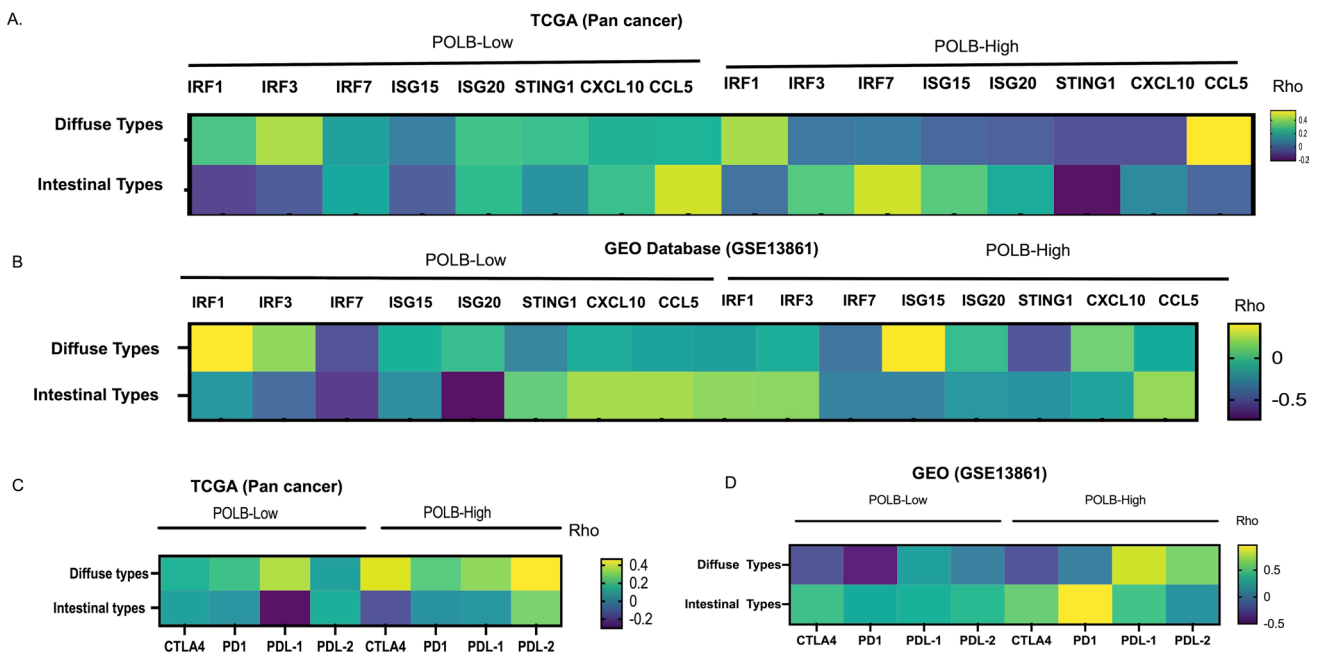 A.
TCGA (Pan cancer)
POLB-Low
POLB-High
IRF1 IRF3 IRF7 ISG15 ISG20 STING1 CXCL10 CCL5 IRF1 IRF3 IRF7 ISG15 ISG20 STING1 CXCL10 CCL5
Rho
Diffuse Types
Intestinal Types
0.4
0.2
0
-0.2
B
GEO Database (GSE13861)
POLB-Low
POLB-High
IRF1 IRF3 IRF7 ISG15 ISG20 STING1 CXCL10 CCL5 IRF1 IRF3 IRF7 ISG15 ISG20 STING1 CXCL10 CCL5
Rho
Diffuse Types
Intestinal Types
0
-0.5
C
TCGA (Pan cancer)
POLB-Low
POLB-High
Rho
Diffuse types
Intestinal types
0.4
0.2
0
-0.2
CTLA4 PD1 PDL-1 PDL-2 CTLA4 PD1 PDL-1 PDL-2
D
GEO (GSE13861)
POLB-Low
POLB-High
Rho
Diffuse Types
Intestinal Types
0.5
0
-0.5
CTLA4 PD1 PDL-1 PDL-2 CTLA4 PD1 PDL-1 PDL-2